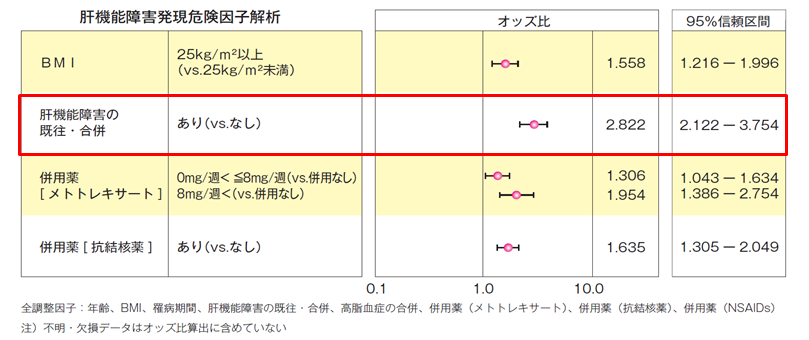 肝機能障害発現危険因子解析 オッズ比 95%信頼区間
BMI 25kg/m²以上 1.558 1.216 − 1.996
(vs.25kg/m²未満)
肝機能障害の
既往・合併 あり(vs.なし) 2.822 2.122 − 3.754
併用薬 0mg/週< ≦8mg/週(vs.併用なし) 1.306 1.043 − 1.634
[メトトレキサート] 8mg/週<(vs.併用なし) 1.954 1.386 − 2.754
併用薬[抗結核薬] あり(vs.なし) 1.635 1.305 − 2.049
0.1 1.0 10.0
全調整因子：年齢、BMI、罹病期間、肝機能障害の既往・合併、高脂血症の合併、併用薬（メトトレキサート）、併用薬（抗結核薬）、併用薬（NSAIDs）
注）不明・欠損データはオッズ比算出に含めていない